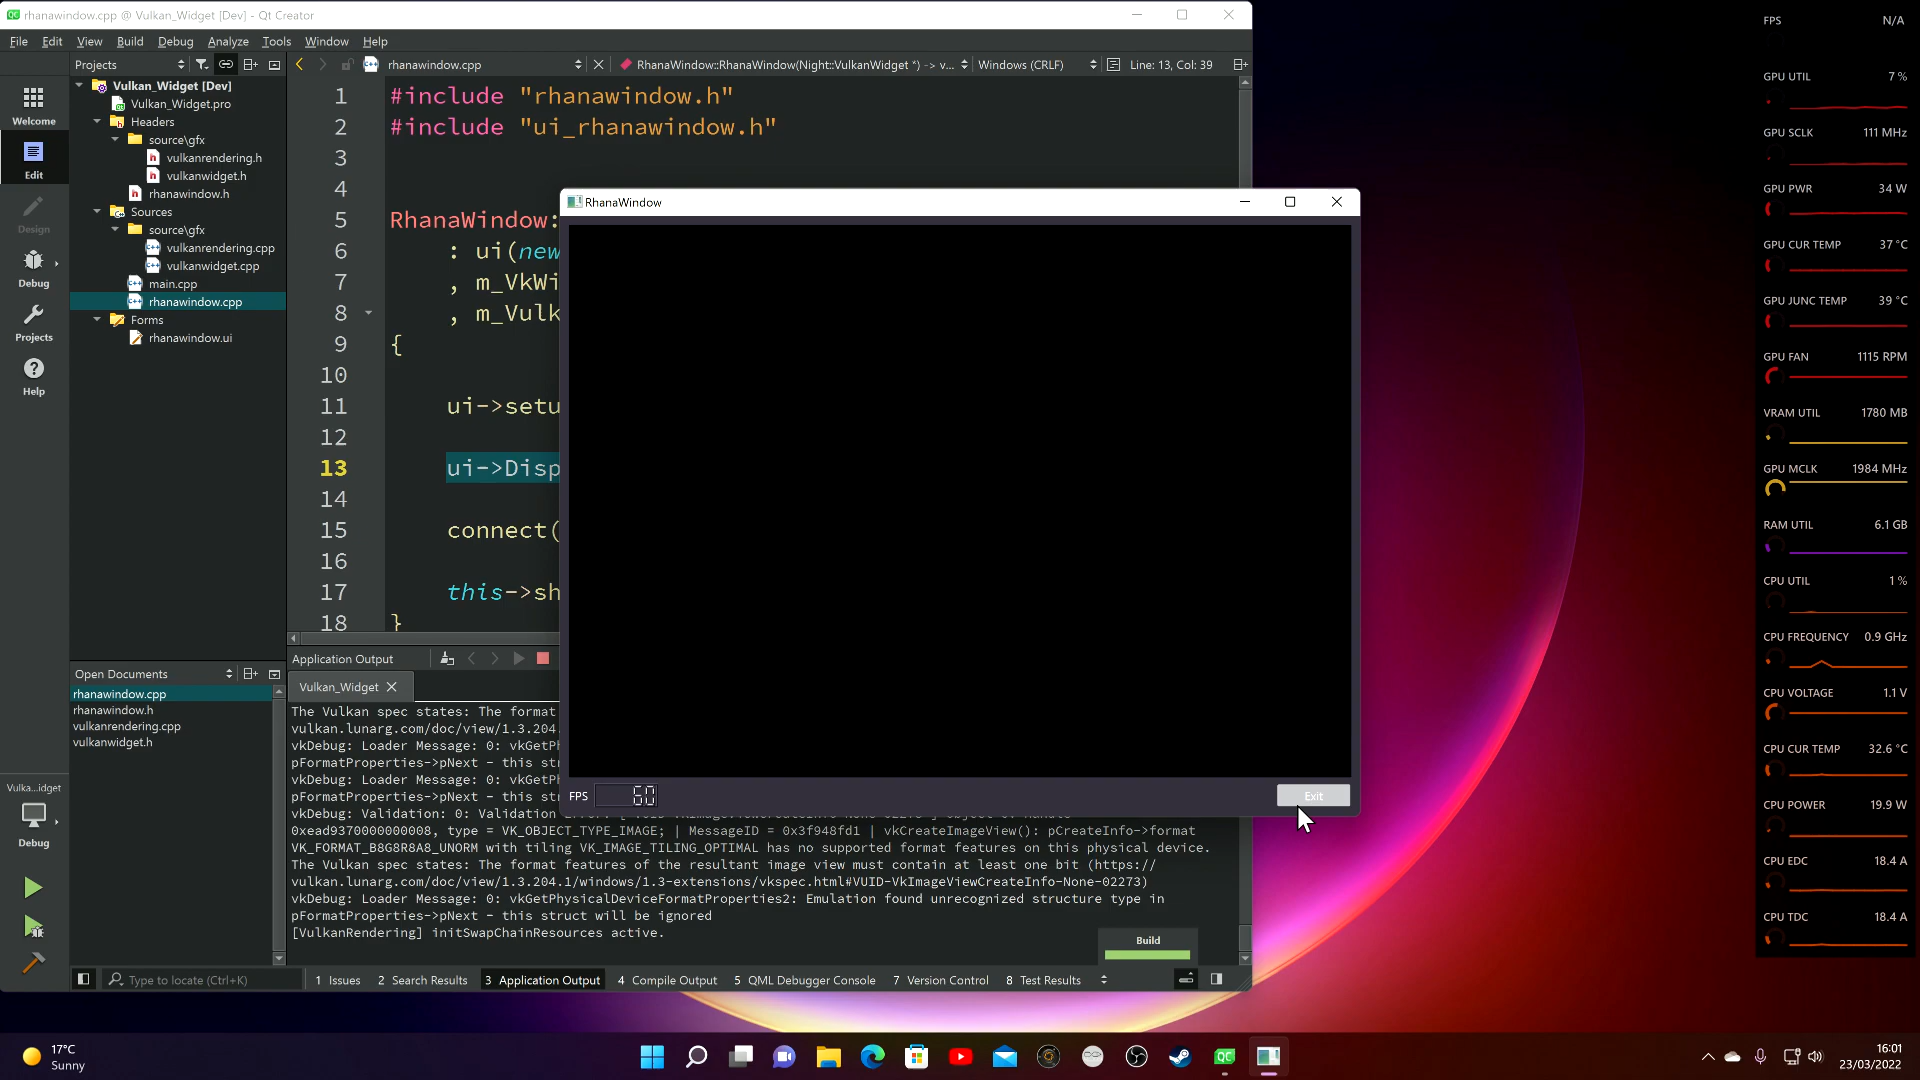 rhanawindow.cpp @ Vulkan_Widget [Dev] - Qt Creator
File Edit View Build Debug Analyze Tools Window Help
Projects
rhanawindow.cpp
RhanaWindow::RhanaWindow(Night::VulkanWidget *) -> v...
Windows (CRLF)
Line: 13, Col: 39
Welcome
Edit
Design
Debug
Projects
Help
Vulkan_Widget [Dev]
Vulkan_Widget.pro
Headers
source\gfx
vulkanrendering.h
vulkanwidget.h
rhanawindow.h
Sources
source\gfx
vulkanrendering.cpp
vulkanwidget.cpp
main.cpp
rhanawindow.cpp
Forms
rhanawindow.ui
1 #include "rhanawindow.h"
2 #include "ui_rhanawindow.h"
3
4
5 RhanaWindow:
6 : ui(new
7 , m_VkWi
8 , m_Vulk
9 {
10
11 ui->setu
12
13 ui->Disp
14
15 connect(
16
17 this->sh
18 }
RhanaWindow
FPS 60
Exit
Open Documents
rhanawindow.cpp
rhanawindow.h
vulkanrendering.cpp
vulkanwidget.h
Vulka...idget
Debug
Application Output
Vulkan_Widget
The Vulkan spec states: The format
vulkan.lunarg.com/doc/view/1.3.204.
vkDebug: Loader Message: 0: vkGetPh
pFormatProperties->pNext - this str
vkDebug: Loader Message: 0: vkGetPh
pFormatProperties->pNext - this str
vkDebug: Validation: 0: Validation
0xead9370000000008, type = VK_OBJECT_TYPE_IMAGE; | MessageID = 0x3f948fd1 | vkCreateImageView(): pCreateInfo->format
VK_FORMAT_B8G8R8A8_UNORM with tiling VK_IMAGE_TILING_OPTIMAL has no supported format features on this physical device.
The Vulkan spec states: The format features of the resultant image view must contain at least one bit (https://
vulkan.lunarg.com/doc/view/1.3.204.1/windows/1.3-extensions/vkspec.html#VUID-VkImageViewCreateInfo-None-02273)
vkDebug: Loader Message: 0: vkGetPhysicalDeviceFormatProperties2: Emulation found unrecognized structure type in
pFormatProperties->pNext - this struct will be ignored
[VulkanRendering] initSwapChainResources active.
Build
Type to locate (Ctrl+K)
1 Issues 2 Search Results 3 Application Output 4 Compile Output 5 QML Debugger Console 7 Version Control 8 Test Results
FPS N/A
GPU UTIL 7 %
GPU SCLK 111 MHz
GPU PWR 34 W
GPU CUR TEMP 37 °C
GPU JUNC TEMP 39 °C
GPU FAN 1115 RPM
VRAM UTIL 1780 MB
GPU MCLK 1984 MHz
RAM UTIL 6.1 GB
CPU UTIL 1 %
CPU FREQUENCY 0.9 GHz
CPU VOLTAGE 1.1 V
CPU CUR TEMP 32.6 °C
CPU POWER 19.9 W
CPU EDC 18.4 A
CPU TDC 18.4 A
17°C
Sunny
16:01
23/03/2022